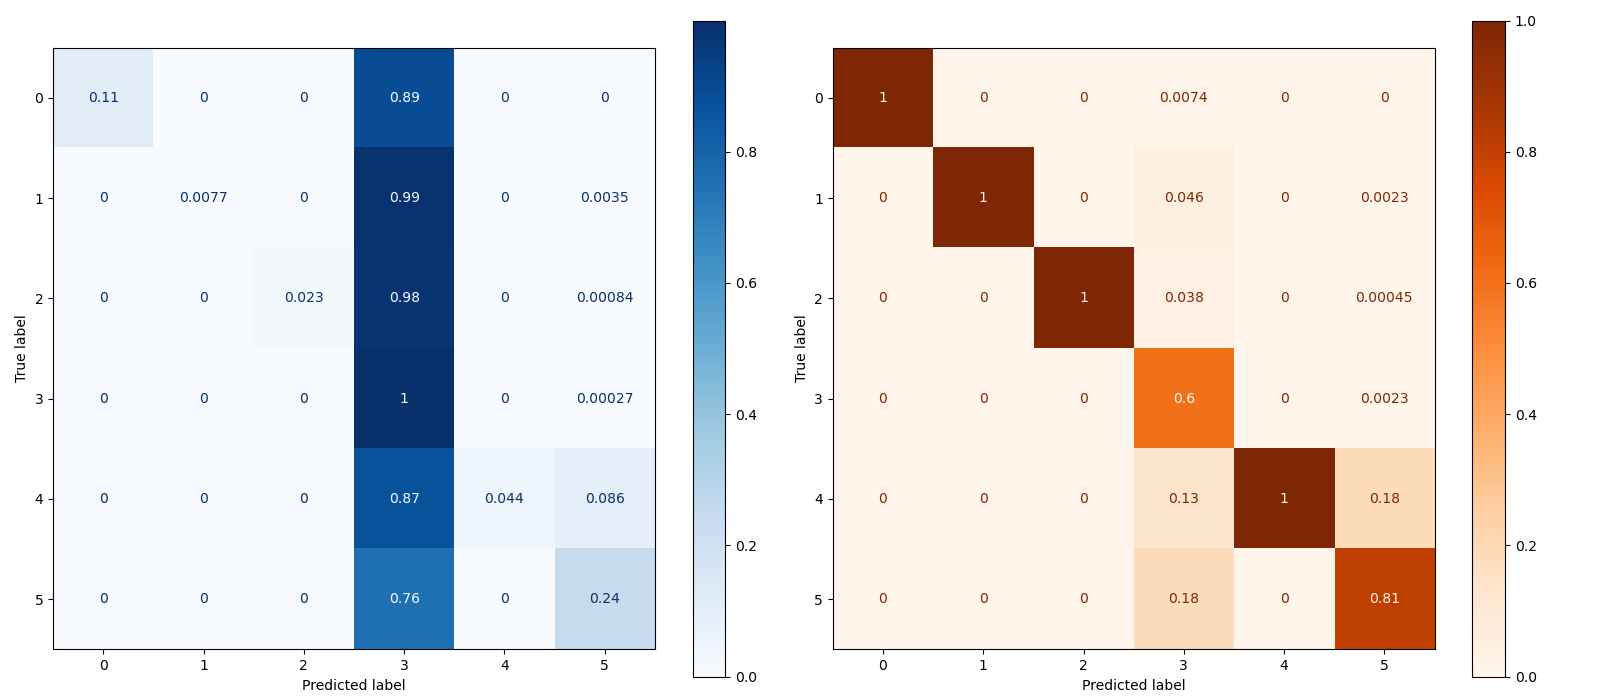 1.0
0 0.11 0 0 0.89 0 0 0 1 0 0 0.0074 0 0
0.8 0.8
1 0 0.0077 0 0.99 0 0.0035 1 0 1 0 0.046 0 0.0023
0.6 0.6
2 0 0 0.023 0.98 0 0.00084 2 0 0 1 0.038 0 0.00045
True label True label
3 0 0 0 1 0 0.00027 3 0 0 0 0.6 0 0.0023
0.4 0.4
4 0 0 0 0.87 0.044 0.086 4 0 0 0 0.13 1 0.18
0.2 0.2
5 0 0 0 0.76 0 0.24 5 0 0 0 0.18 0 0.81
0 1 2 3 4 5 0.0 0 1 2 3 4 5 0.0
Predicted label Predicted label